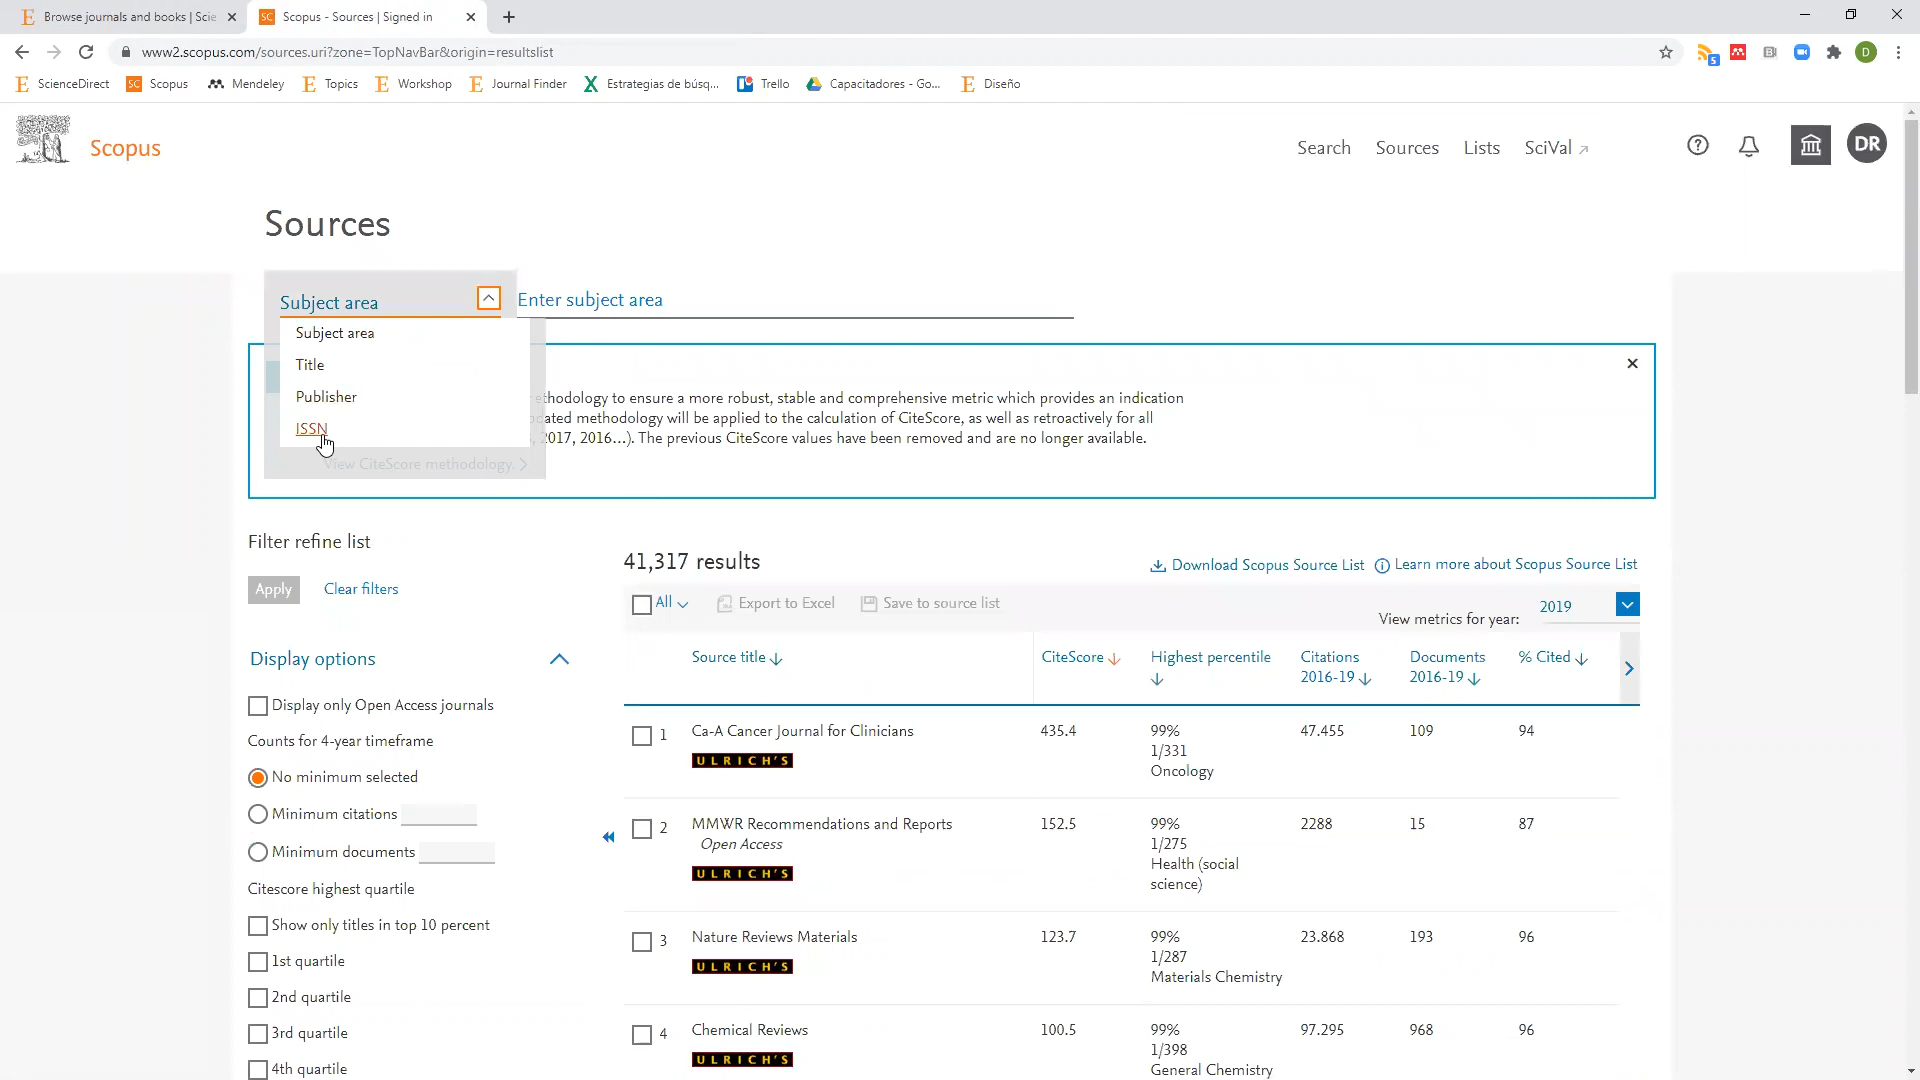 Browse journals and books | Scie
Scopus - Sources | Signed in
www2.scopus.com/sources.uri?zone=TopNavBar&origin=resultslist
5
D
ScienceDirect
SC Scopus
Mendeley
Topics
Workshop
Journal Finder
Estrategias de búsq...
Trello
Capacitadores - Go...
Diseño
Scopus
Search Sources Lists SciVal
DR
Sources
Subject area
Enter subject area
Subject area
Title
Publisher
ISSN
ethodology to ensure a more robust, stable and comprehensive metric which provides an indication
dated methodology will be applied to the calculation of CiteScore, as well as retroactively for all
, 2017, 2016...). The previous CiteScore values have been removed and are no longer available.
View CiteScore methodology.
Filter refine list
Apply Clear filters
Display options
Display only Open Access journals
Counts for 4-year timeframe
No minimum selected
Minimum citations
Minimum documents
Citescore highest quartile
Show only titles in top 10 percent
1st quartile
2nd quartile
3rd quartile
4th quartile
41,317 results
Download Scopus Source List
Learn more about Scopus Source List
All Export to Excel Save to source list
View metrics for year: 2019
Source title CiteScore Highest percentile Citations 2016-19 Documents 2016-19 % Cited
1 Ca-A Cancer Journal for Clinicians 435.4 99% 47.455 109 94
1/331
ULRICH'S
Oncology
2 MMWR Recommendations and Reports 152.5 99% 2288 15 87
Open Access 1/275
Health (social
ULRICH'S
science)
3 Nature Reviews Materials 123.7 99% 23.868 193 96
1/287
ULRICH'S
Materials Chemistry
4 Chemical Reviews 100.5 99% 97.295 968 96
1/398
ULRICH'S
General Chemistry